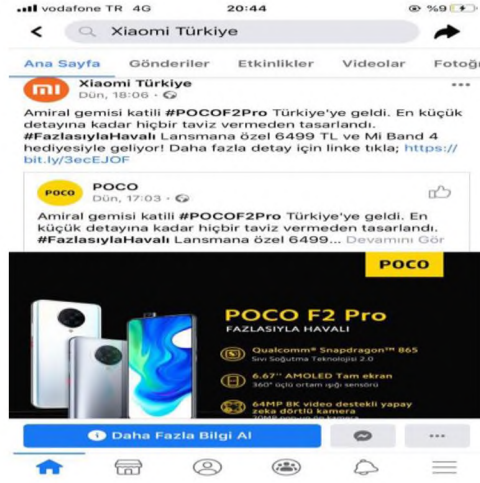 vodafone TR 4G 20:44 %9
Xiaomi Türkiye
Ana Sayfa Gönderiler Etkinlikler Videolar Fotoğ
mi Xiaomi Türkiye
Dün, 18:06 ·
Amiral gemisi katili #POCOF2Pro Türkiye'ye geldi. En küçük
detayına kadar hiçbir taviz vermeden tasarlandı.
#FazlasıylaHavalı Lansmana özel 6499 TL ve Mi Band 4
hediyesiyle geliyor! Daha fazla detay için linke tıkla; https://
bit.ly/3ecEJOF
POCO POCO
Dün, 17:03 ·
Amiral gemisi katili #POCOF2Pro Türkiye'ye geldi. En
küçük detayına kadar hiçbir taviz vermeden tasarlandı.
#FazlasıylaHavalı Lansmana özel 6499... Devamını Gör
POCO
POCO F2 Pro
FAZLASIYLA HAVALI
Qualcomm® Snapdragon™ 865
Sıvı Soğutma Teknolojisi 2.0
6.67'' AMOLED Tam ekran
360° üçlü ortam ışığı sensörü
64MP 8K video destekli yapay
zeka dörtlü kamera
Daha Fazla Bilgi Al